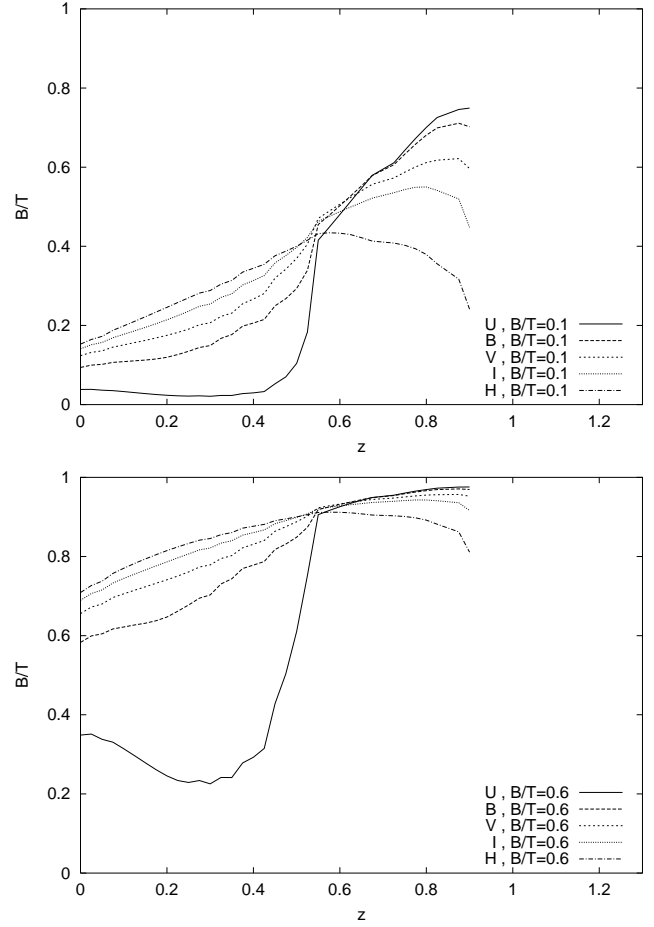 1
0.8
0.6
0.4
0.2
0
B/T
U , B/T=0.1
B , B/T=0.1
V , B/T=0.1
I , B/T=0.1
H , B/T=0.1
0 0.2 0.4 0.6 0.8 1 1.2
z
1
0.8
0.6
0.4
0.2
0
B/T
U , B/T=0.6
B , B/T=0.6
V , B/T=0.6
I , B/T=0.6
H , B/T=0.6
0 0.2 0.4 0.6 0.8 1 1.2
z